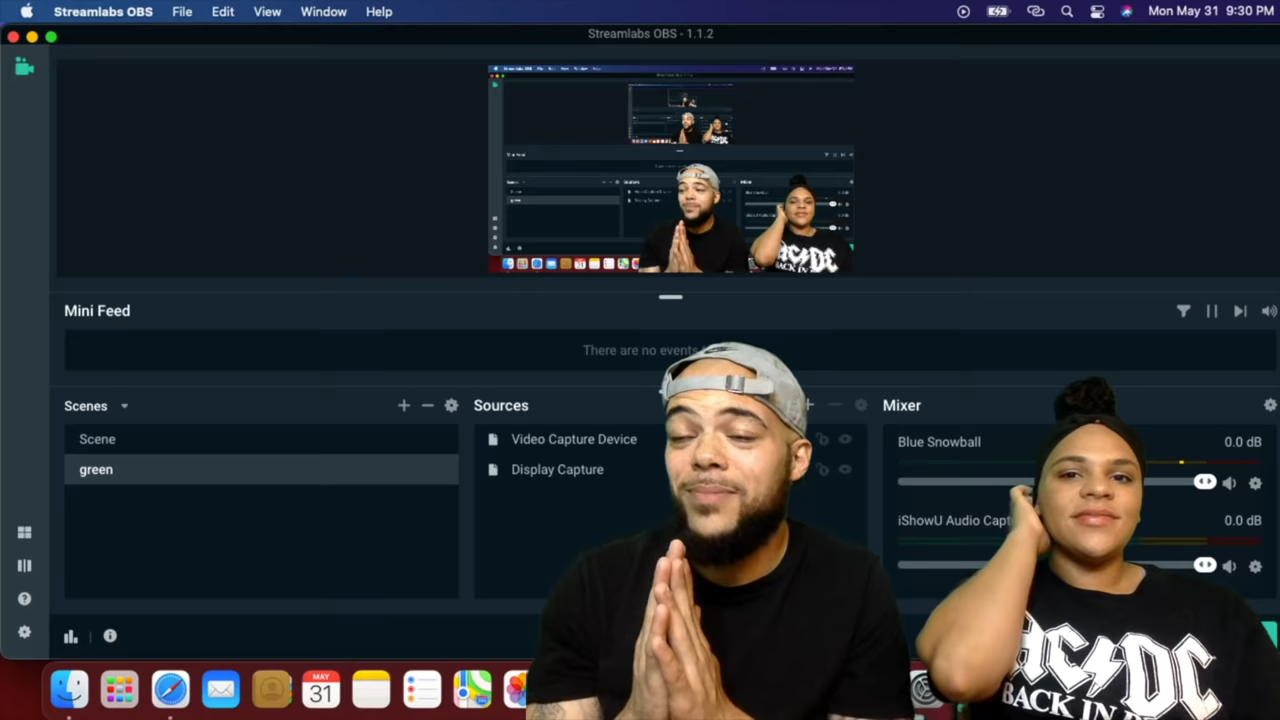 Streamlabs OBS File Edit View Window Help Mon May 31 9:30 PM
Streamlabs OBS - 1.1.2
Mini Feed
There are no events
Scenes
Sources
Mixer
Scene
Video Capture Device
Blue Snowball
0.0 dB
green
Display Capture
iShowU Audio Capt
0.0 dB
MAY
31
AC DC
BACK IN